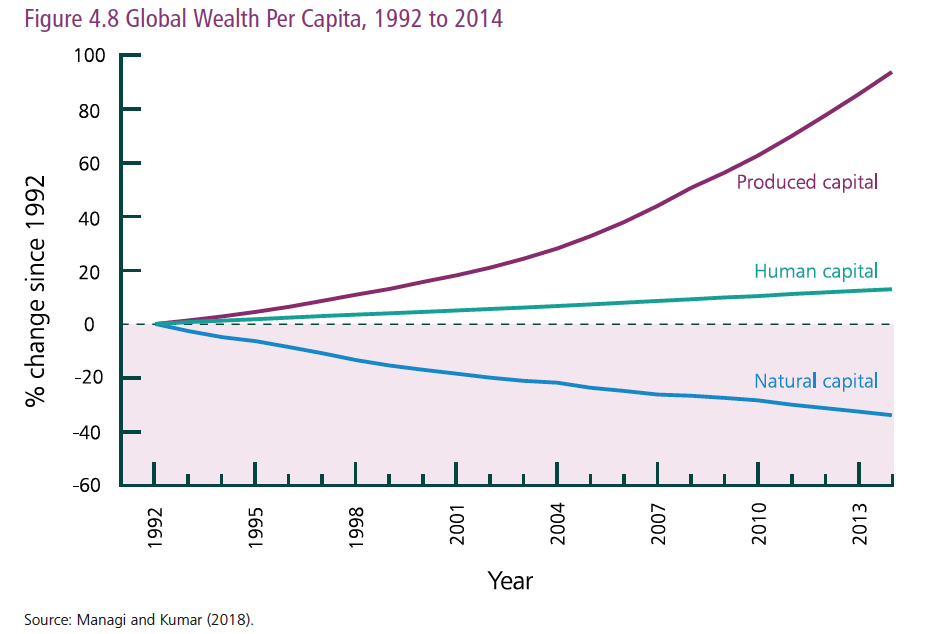 Figure 4.8 Global Wealth Per Capita, 1992 to 2014
% change since 1992
100
80
60
40
20
0
-20
-40
-60
Produced capital
Human capital
Natural capital
1992
1995
1998
2001
2004
2007
2010
2013
Year
Source: Managi and Kumar (2018).